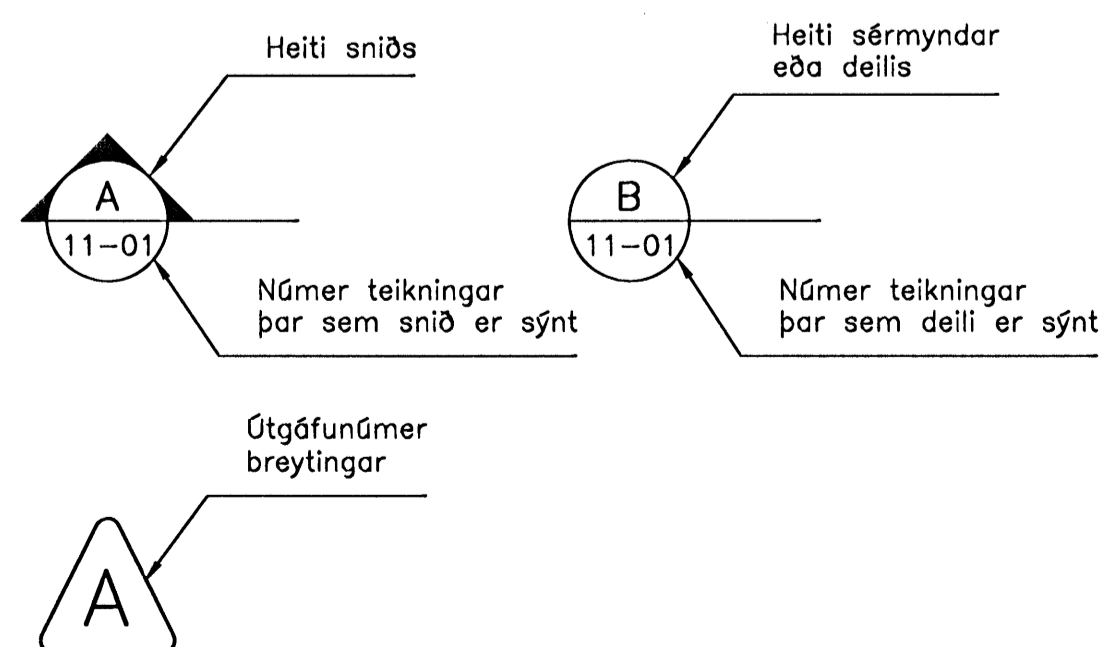 Heiti sniðs
A
11-01
Númer teikningar
þar sem snið er sýnt
Heiti sérmyndar
eða deilis
B
11-01
Númer teikningar
þar sem deili er sýnt
Útgáfunúmer
breytingar
A